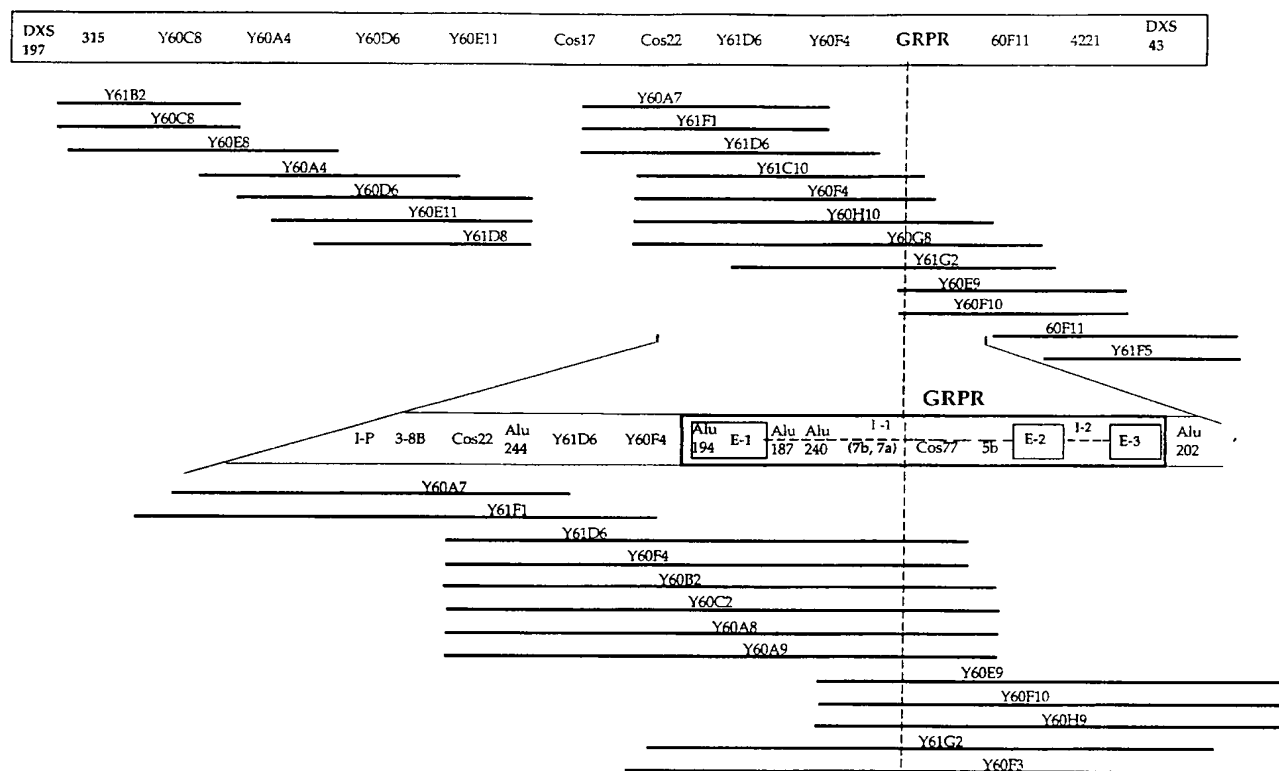 DXS 197 315 Y60C8 Y60A4 Y60D6 Y60E11 Cos17 Cos22 Y61D6 Y60F4 GRPR 60F11 4221 DXS 43
Y61B2 Y60A7
Y60C8 Y61F1
Y60E8 Y61D6
Y60A4 Y61C10
Y60D6 Y60F4
Y60E11 Y60H10
Y61D8 Y60G8
Y61G2
Y60E9
Y60F10
60F11
Y61F5
GRPR
I-P 3-8B Cos22 Alu 244 Y61D6 Y60F4 Alu 194 E-1 Alu 187 Alu 240 I-1 (7b, 7a) Cos77 5b E-2 I-2 E-3 Alu 202
Y60A7
Y61F1
Y61D6
Y60F4
Y60B2
Y60C2
Y60A8
Y60A9
Y60E9
Y60F10
Y60H9
Y61G2
Y60F3